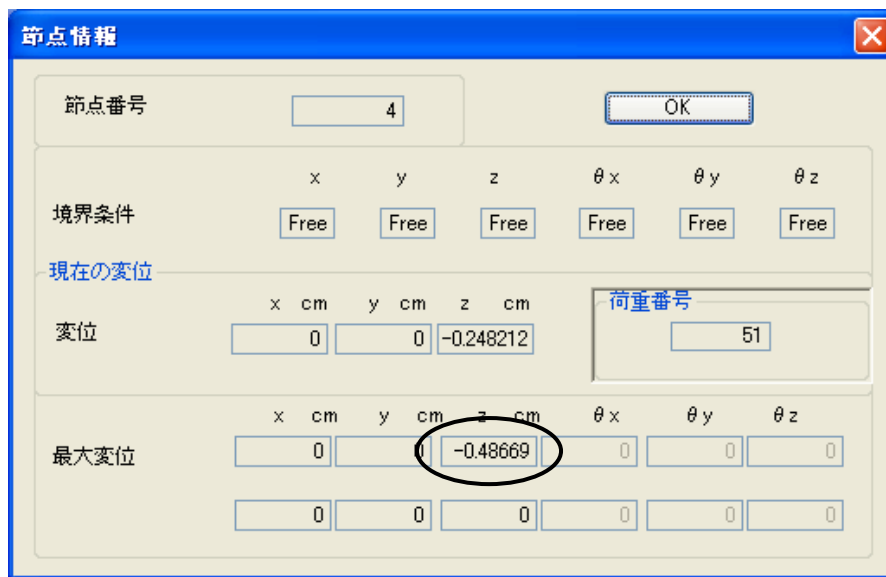 節点情報
節点番号 4 OK
x y z θx θy θz
境界条件 Free Free Free Free Free Free
現在の変位
x cm y cm z cm 荷重番号
変位 0 0 -0.248212 51
x cm y cm z cm θx θy θz
最大変位 0 0 -0.48669 0 0 0
0 0 0 0 0 0